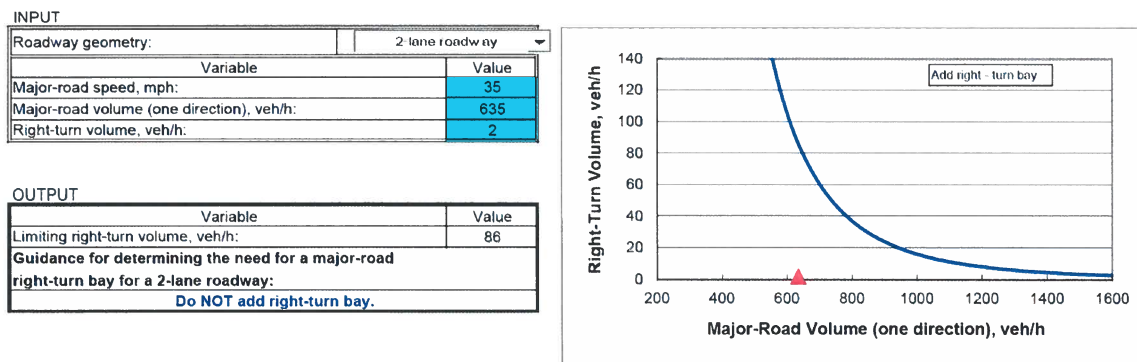 INPUT
Roadway geometry: 2-lane roadway
Variable Value
Major-road speed, mph: 35
Major-road volume (one direction), veh/h: 635
Right-turn volume, veh/h: 2
OUTPUT
Variable Value
Limiting right-turn volume, veh/h: 86
Guidance for determining the need for a major-road
right-turn bay for a 2-lane roadway:
Do NOT add right-turn bay.
Right-Turn Volume, veh/h
140
120
100
80
60
40
20
0
Add right - turn bay
200 400 600 800 1000 1200 1400 1600
Major-Road Volume (one direction), veh/h